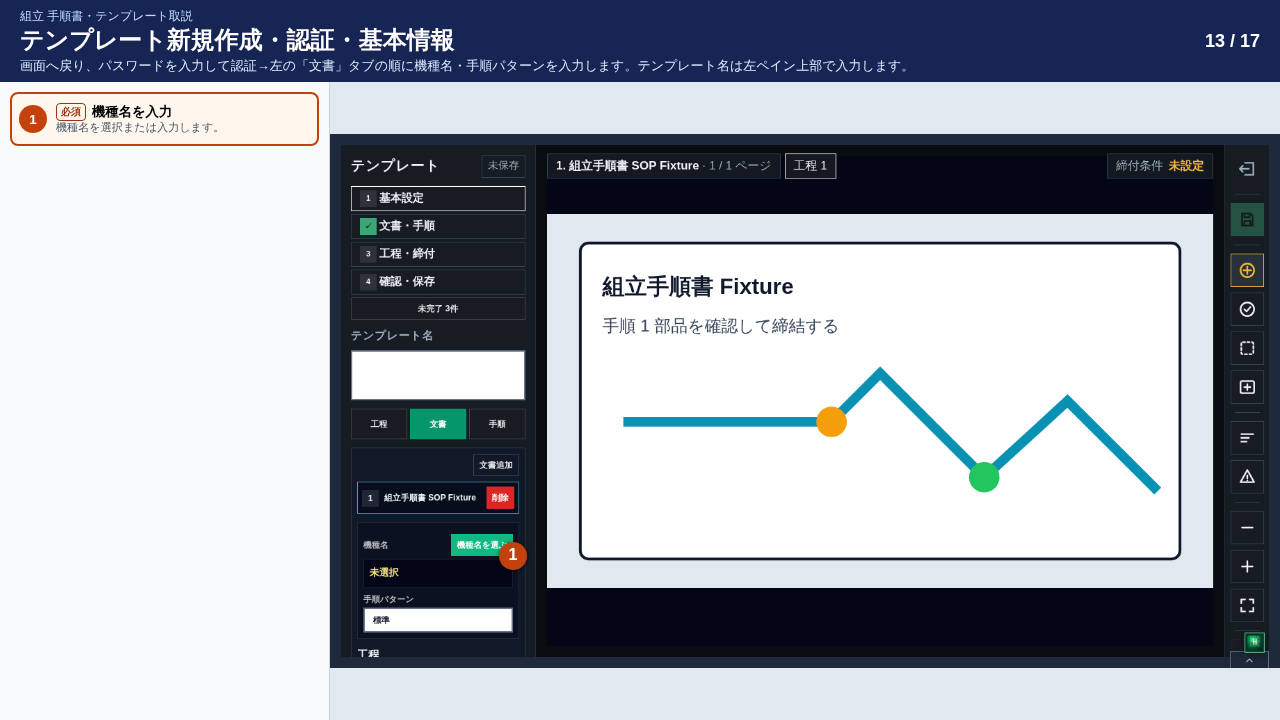 組立 手順書・テンプレート取説
テンプレート新規作成・認証・基本情報
13 / 17
画面へ戻り、パスワードを入力して認証→左の「文書」タブの順に機種名・手順パターンを入力します。テンプレート名は左ペイン上部で入力します。
1
必須 機種名を入力
機種名を選択または入力します。
テンプレート
未保存
1 基本設定
✓ 文書・手順
3 工程・締付
4 確認・保存
未完了 3件
テンプレート名
工程 文書 手順
文書追加
1 組立手順書 SOP Fixture 削除
機種名
機種名を選
1
未選択
手順パターン
標準
工程
1. 組立手順書 SOP Fixture · 1 / 1 ページ
工程 1
締付条件 未設定
組立手順書 Fixture
手順 1 部品を確認して締結する